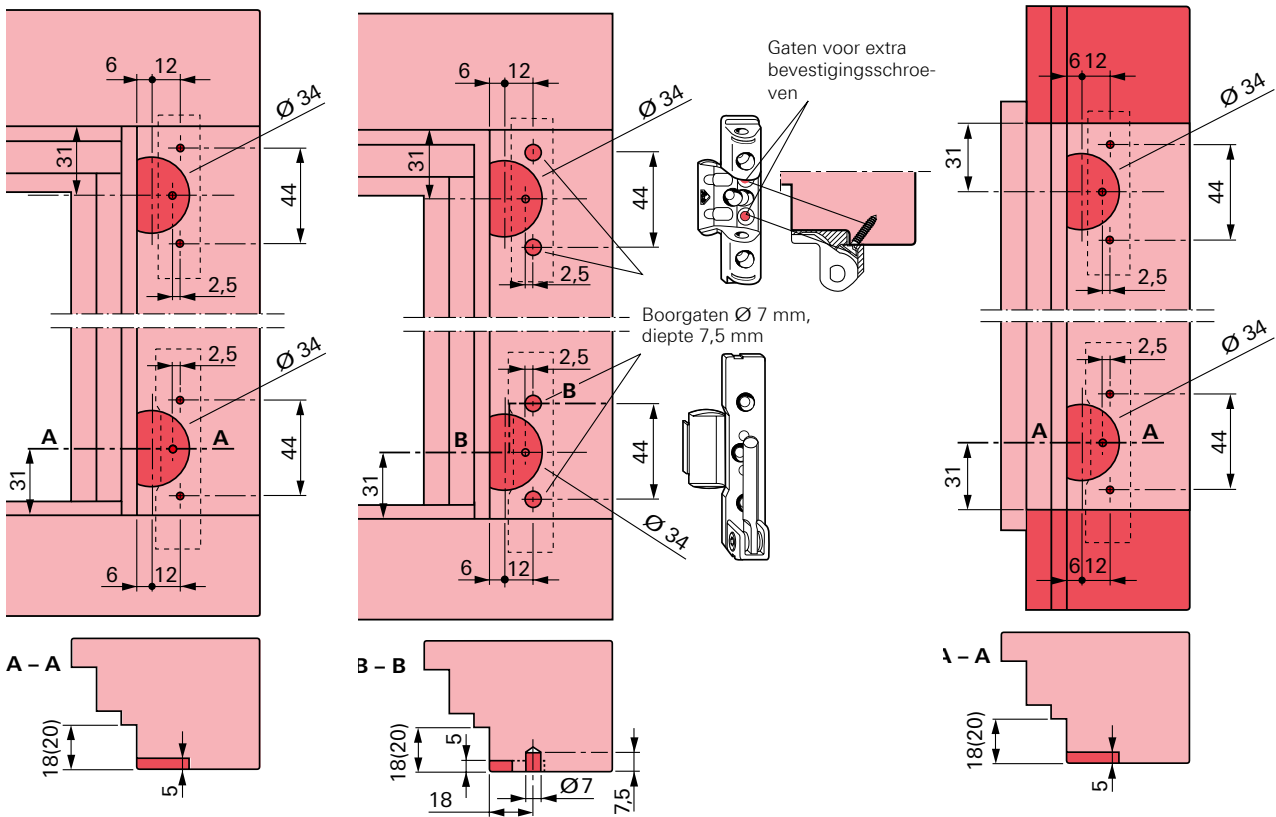 6 12
Ø 34
31
44
2,5
2,5
Ø 34
A A
44
31
6 12
A – A
18(20)
5
6 12
Ø 34
31
44
2,5
Gaten voor extra
bevestigingsschroe-
ven
Boorgaten Ø 7 mm,
diepte 7,5 mm
2,5
B
B
44
31
Ø 34
6 12
B – B
18(20)
5
18
Ø7
7,5
6 12
Ø 34
31
44
2,5
2,5
Ø 34
A A
44
31
6 12
A – A
18(20)
5